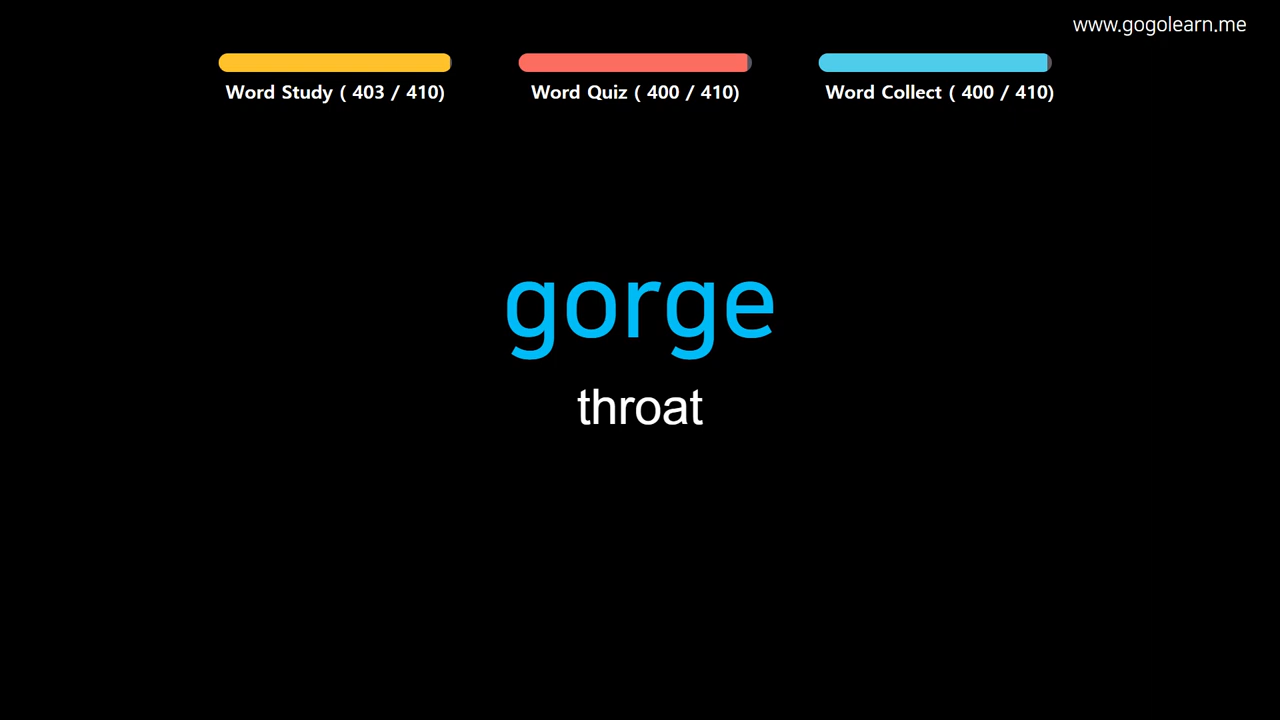 www.gogolearn.me
Word Study ( 403 / 410)
Word Quiz ( 400 / 410)
Word Collect ( 400 / 410)
gorge
throat